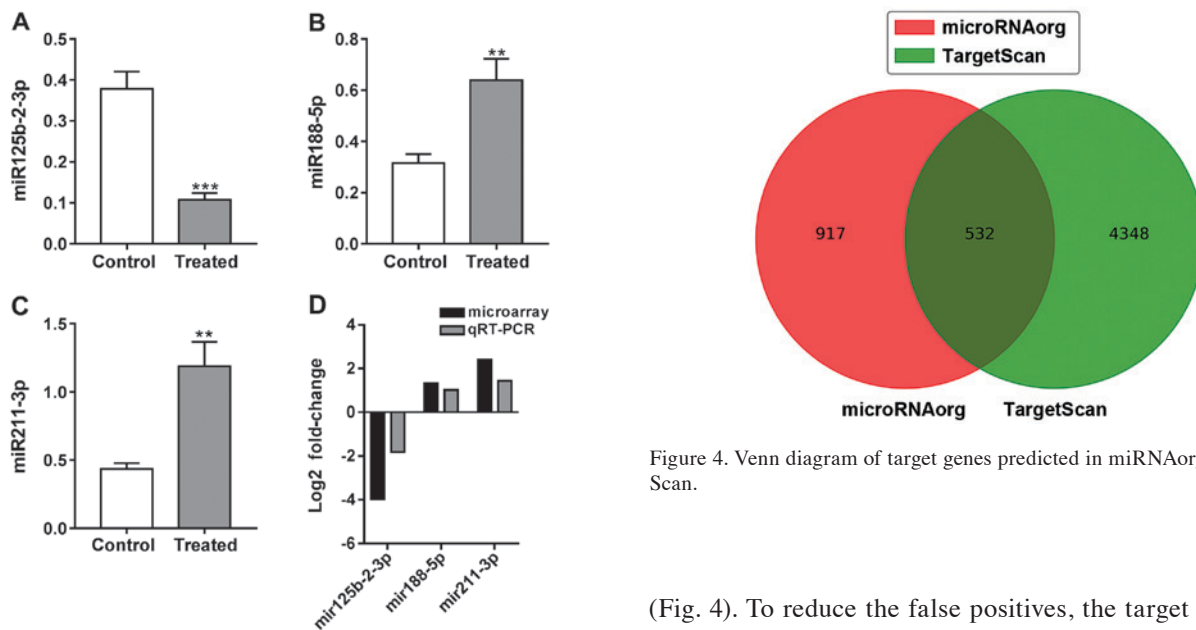 A
0.5
0.4
0.3
0.2
0.1
0.0
miR125b-2-3p
***
Control Treated
B
0.8
0.6
0.4
0.2
0.0
miR188-5p
**
Control Treated
C
1.5
1.0
0.5
0.0
miR211-3p
**
Control Treated
D
microarray
qRT-PCR
4
2
0
-2
-4
-6
Log2 fold-change
mir125b-2-3p
mir188-5p
mir211-3p
microRNAorg
TargetScan
917 532 4348
microRNAorg TargetScan
Figure 4. Venn diagram of target genes predicted in miRNAor
Scan.
(Fig. 4). To reduce the false positives, the target